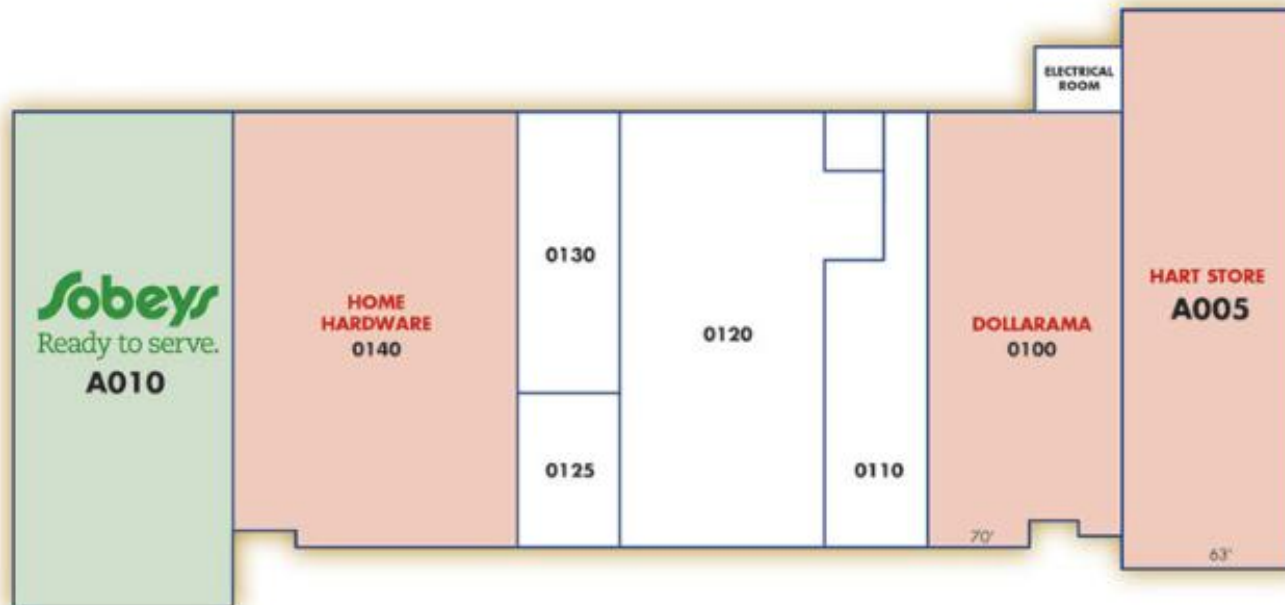 ELECTRICAL
ROOM
Sobeys
Ready to serve.
A010
HOME
HARDWARE
0140
0130
0125
0120
0110
DOLLARAMA
0100
70'
HART STORE
A005
63'